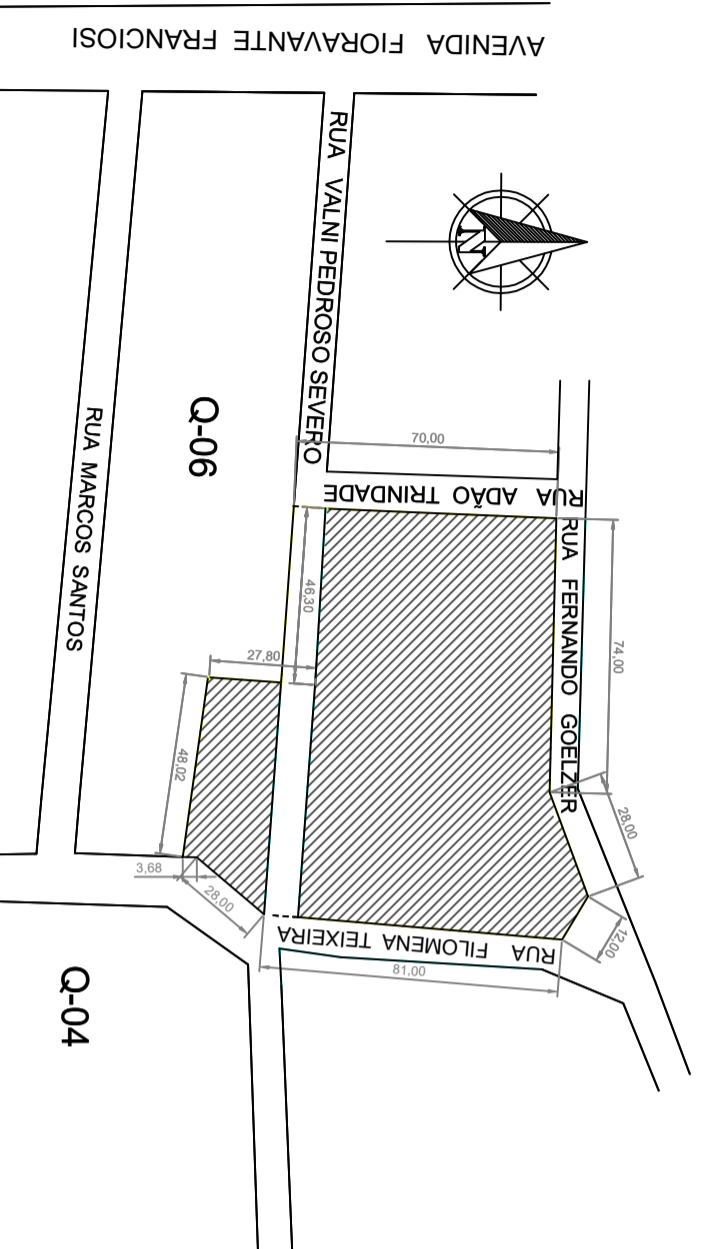 AVENIDA FIORAVANTE FRANCIOSI
RUA VALNI PEDROSO SEVERO
N
Q-06
RUA MARCOS SANTOS
70,00
RUA ADÃO TRINDADE
RUA FERNANDO GOELZER
46,30
74,00
27,80
48,02
28,00
3,68
28,00
12,00
RUA FILOMENA TEIXEIRA
81,00
Q-04